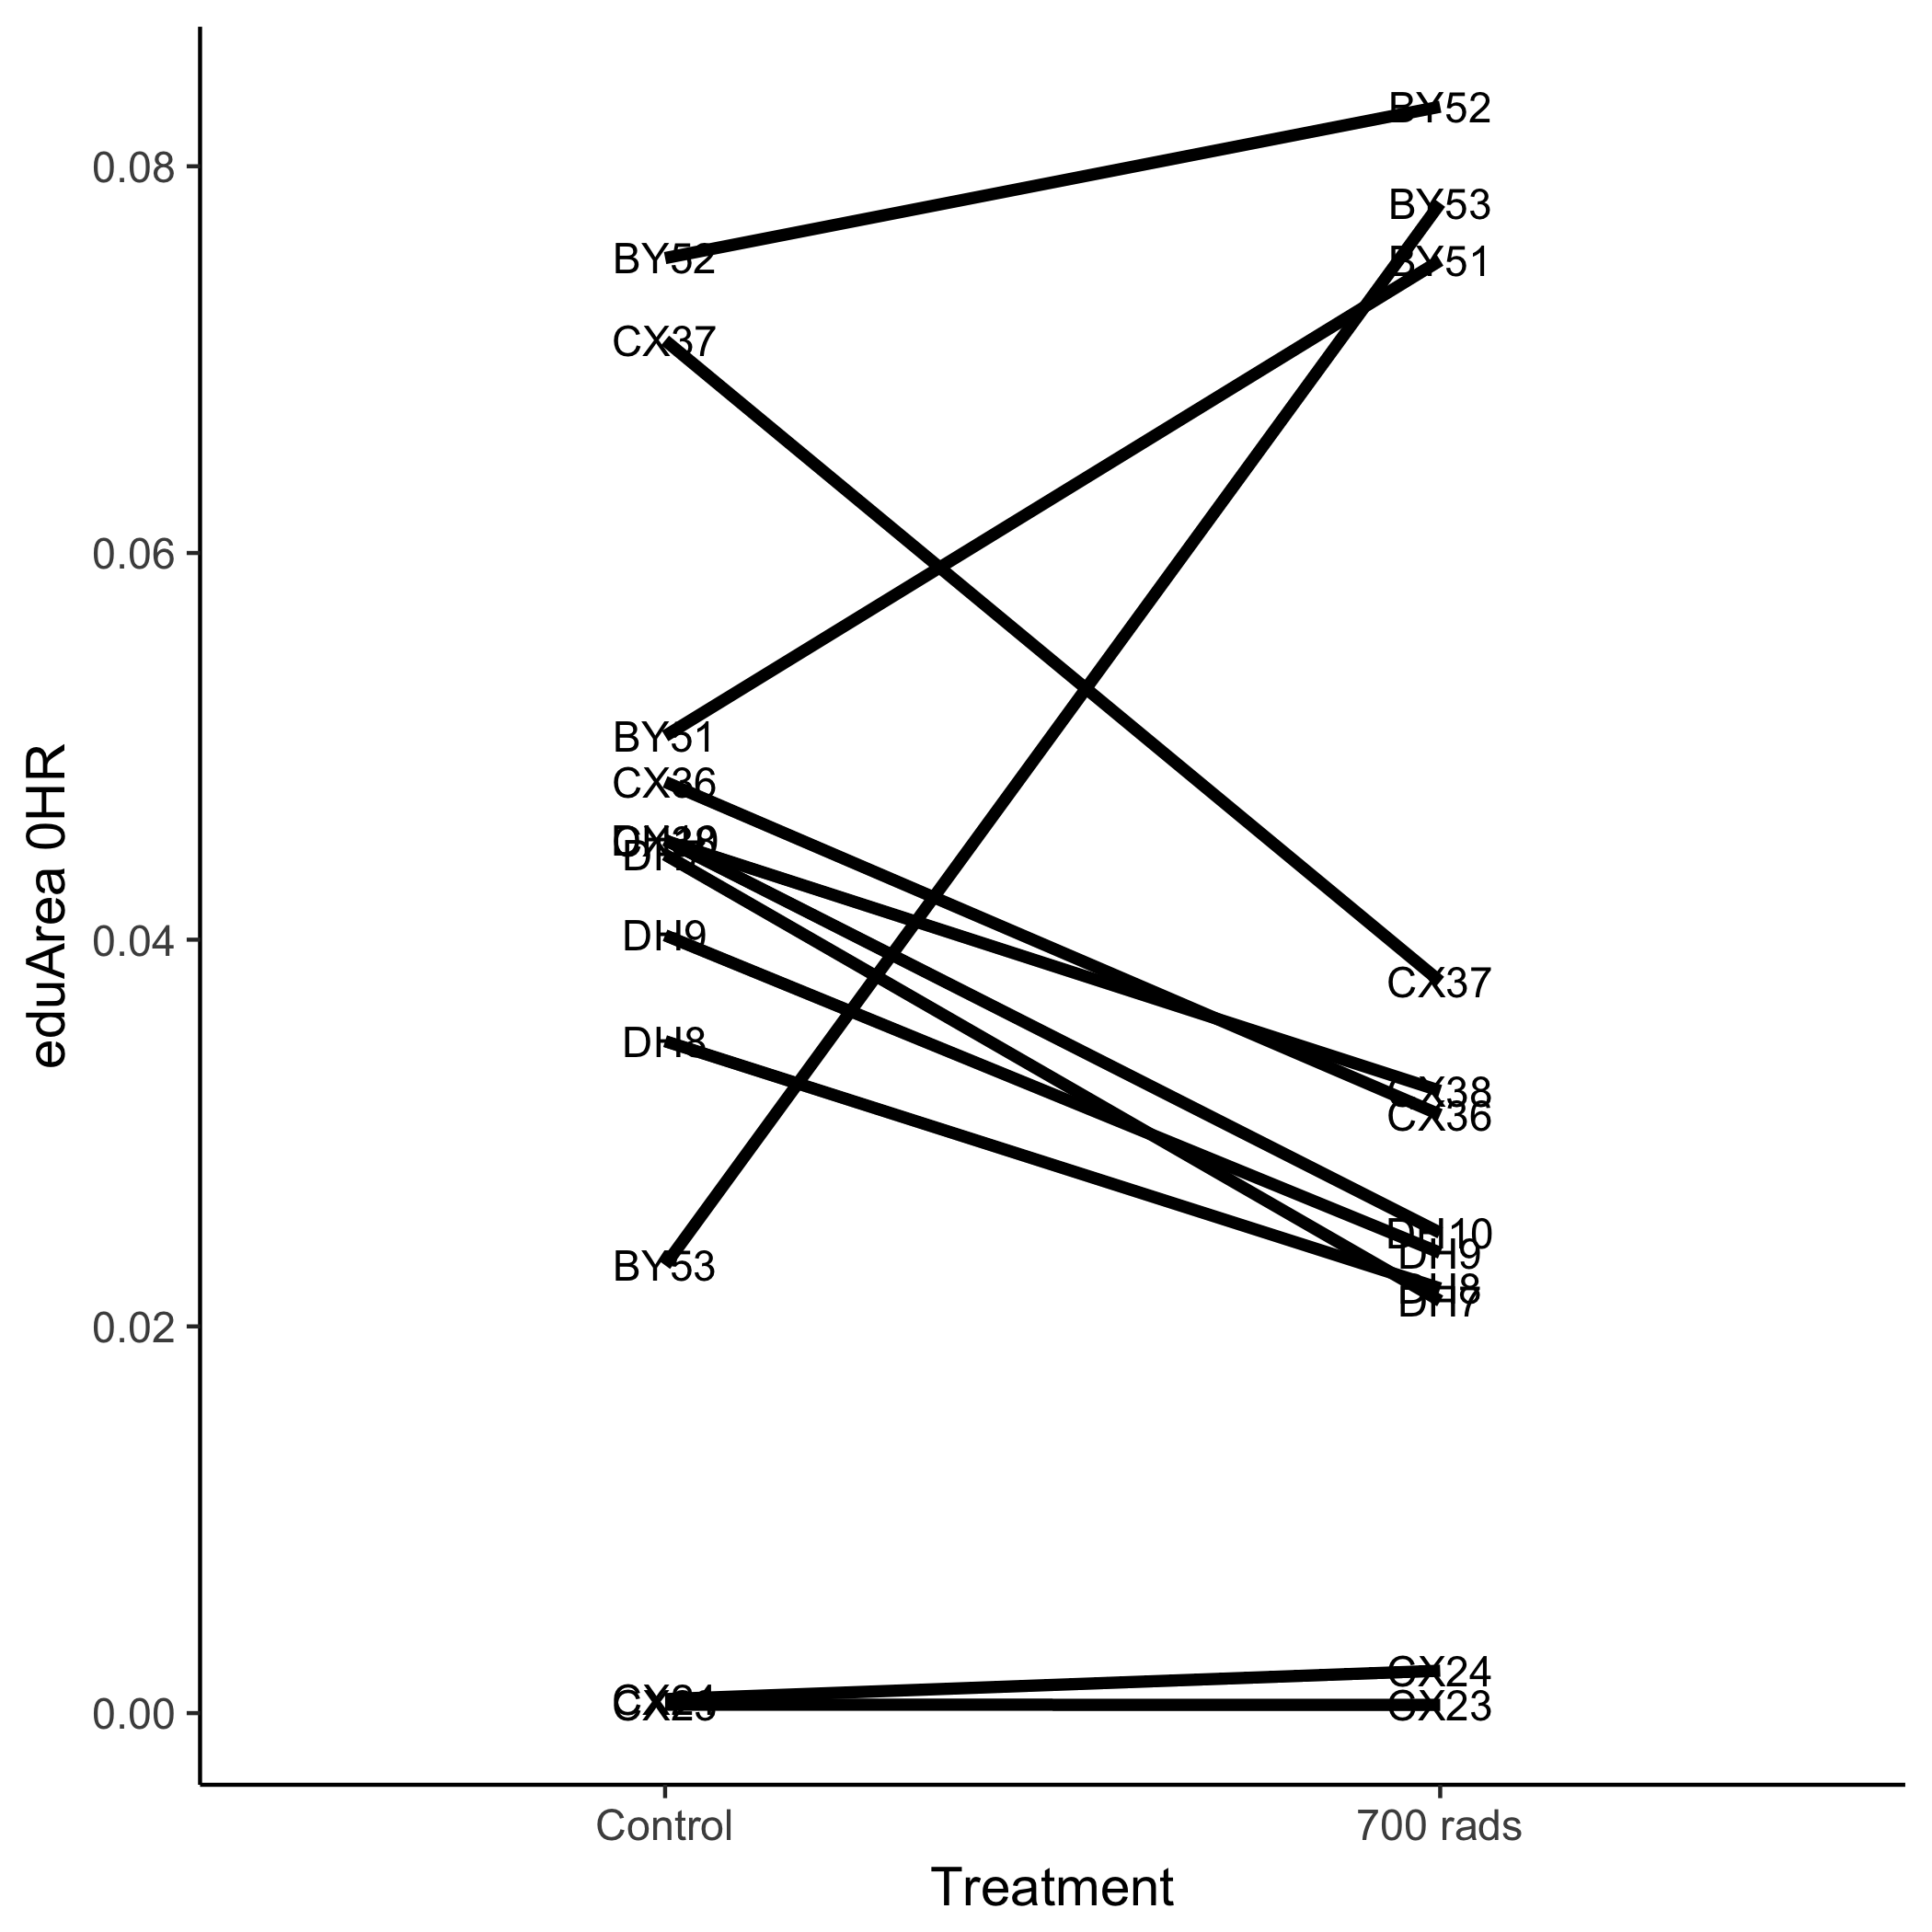 BY52
BY53
BY51
BY52
CX37
BY51
CX36
DH9
DH8
BY53
CX37
CX38
CX36
DH10
DH9
DH8
DH7
CX24
CX23
0.08
0.06
0.04
0.02
0.00
eduArea 0HR
Control 700 rads
Treatment